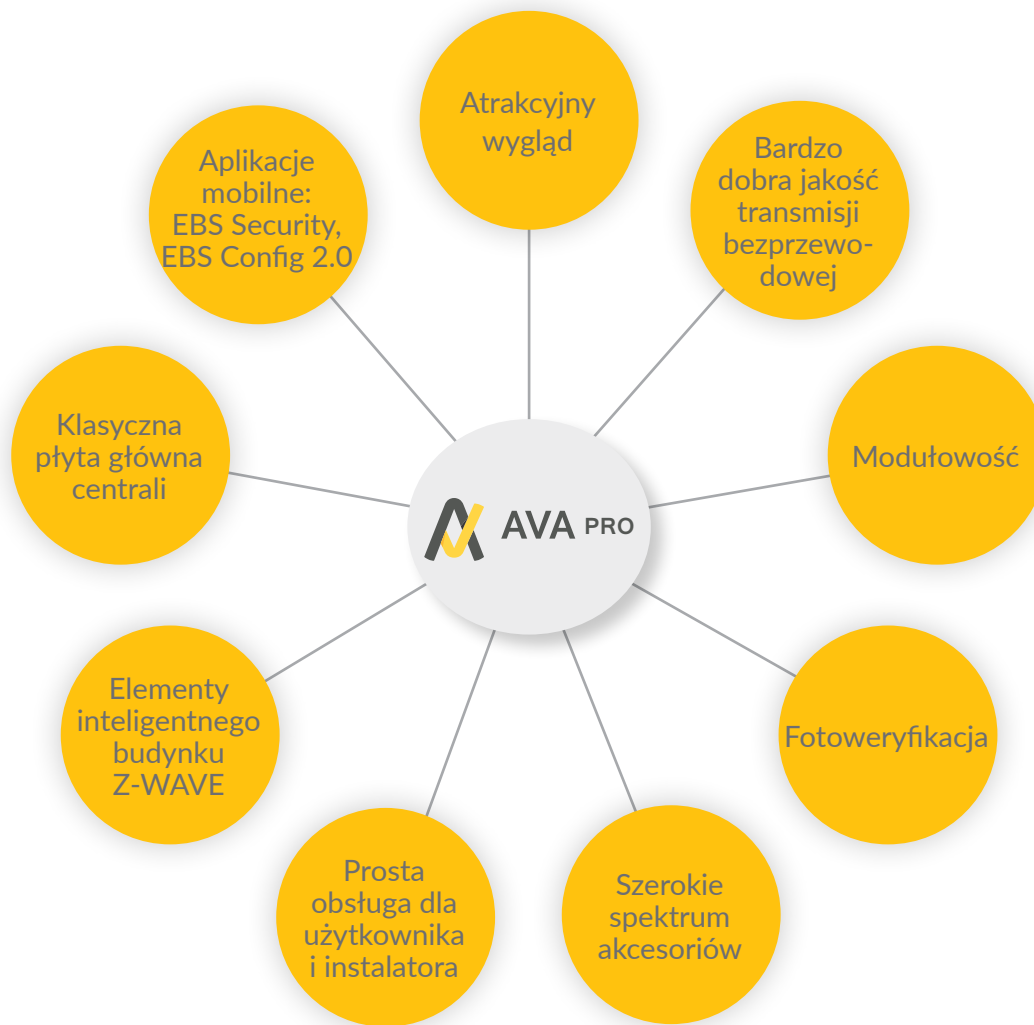 Atrakcyjny
wygląd
Bardzo
dobra jakość
transmisji
bezprzewo-
dowej
Modułowość
Fotoweryfikacja
Szerokie
spektrum
akcesoriów
Prosta
obsługa dla
użytkownika
i instalatora
Elementy
inteligentnego
budynku
Z-WAVE
Klasyczna
płyta główna
centrali
Aplikacje
mobilne:
EBS Security,
EBS Config 2.0
AVA PRO